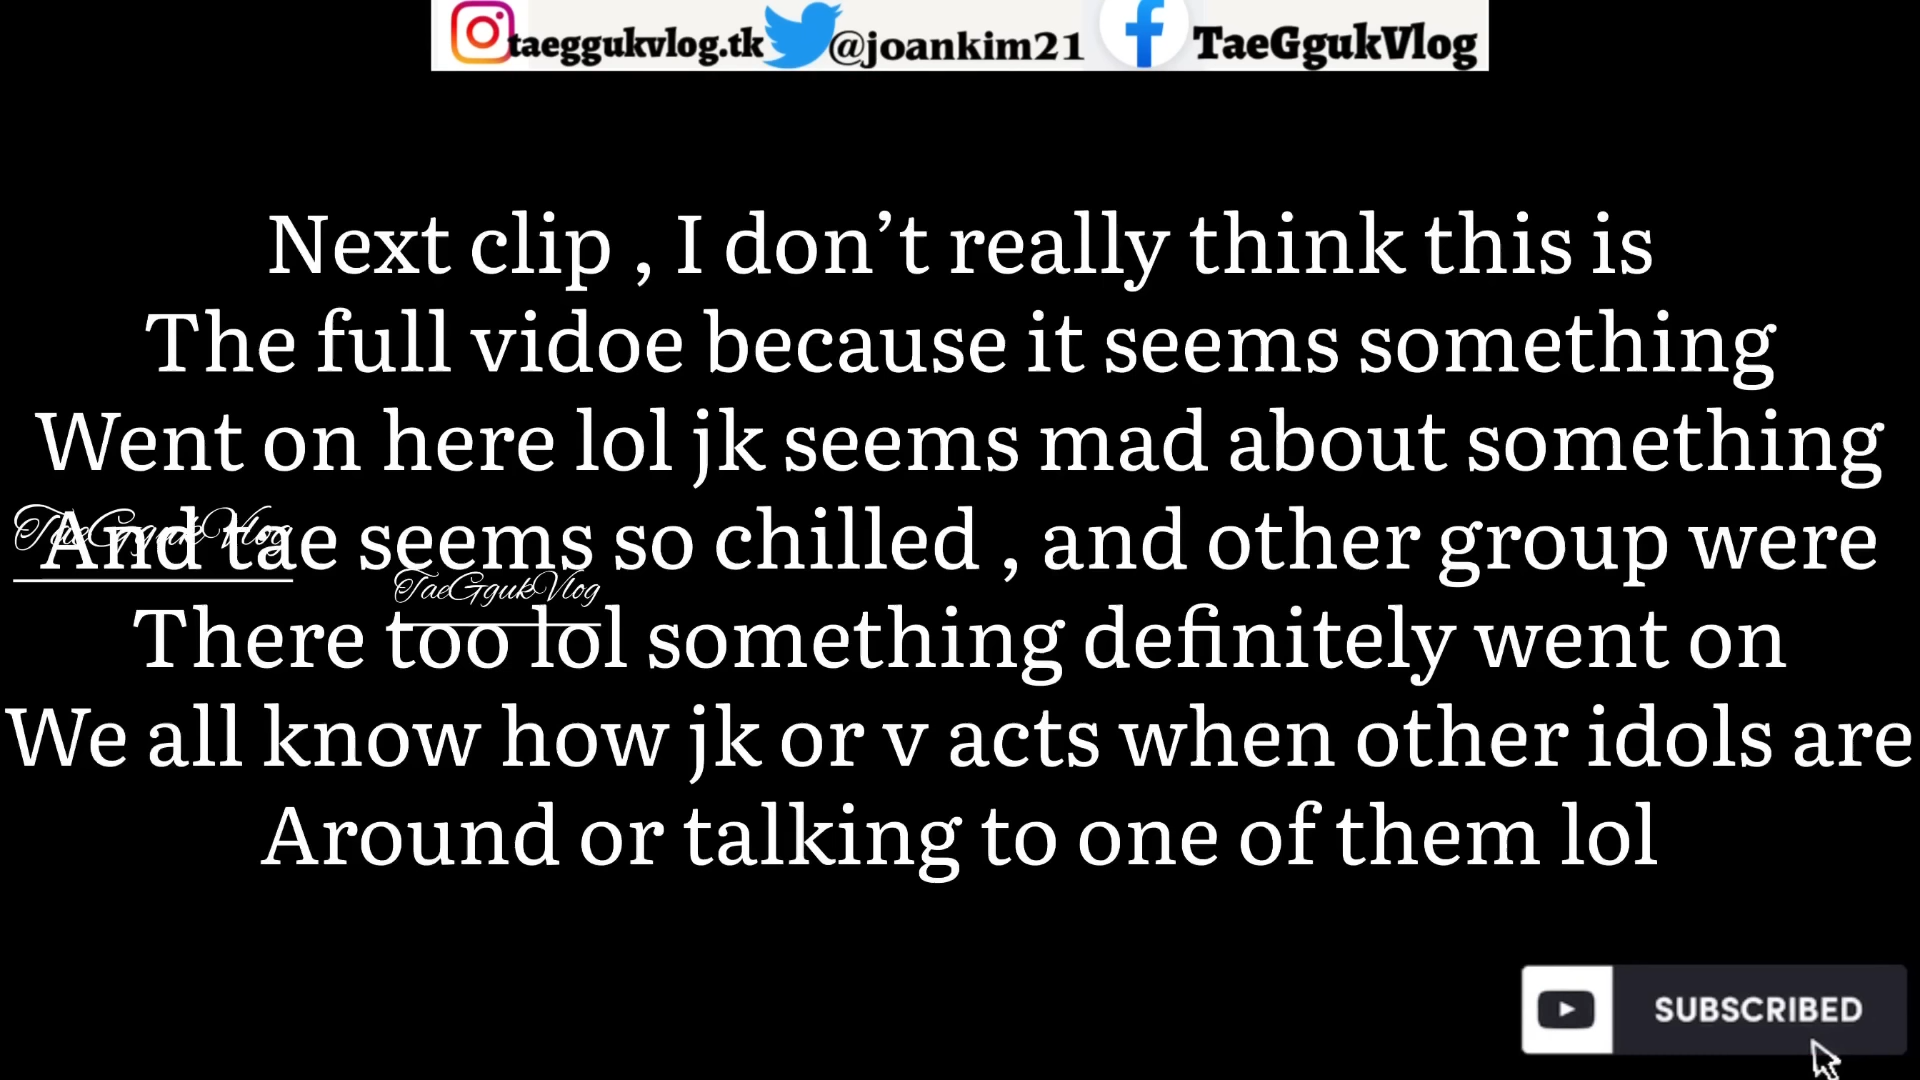 taeggukvlog.tk @joankim21 TaeGgukVlog
Next clip , I don’t really think this is
The full vidoe because it seems something
Went on here lol jk seems mad about something
And tae seems so chilled , and other group were
TaeGgukVlog
TaeGgukVlog
There too lol something definitely went on
We all know how jk or v acts when other idols are
Around or talking to one of them lol
SUBSCRIBED